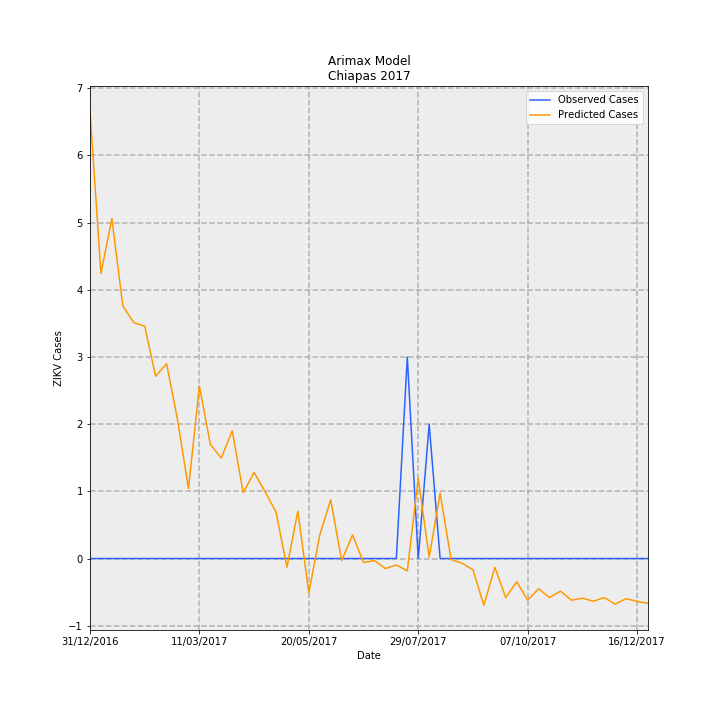 Arimax Model
Chiapas 2017
Observed Cases
Predicted Cases
7
6
5
4
3
2
1
0
−1
ZIKV Cases
31/12/2016
11/03/2017
20/05/2017
29/07/2017
07/10/2017
16/12/2017
Date